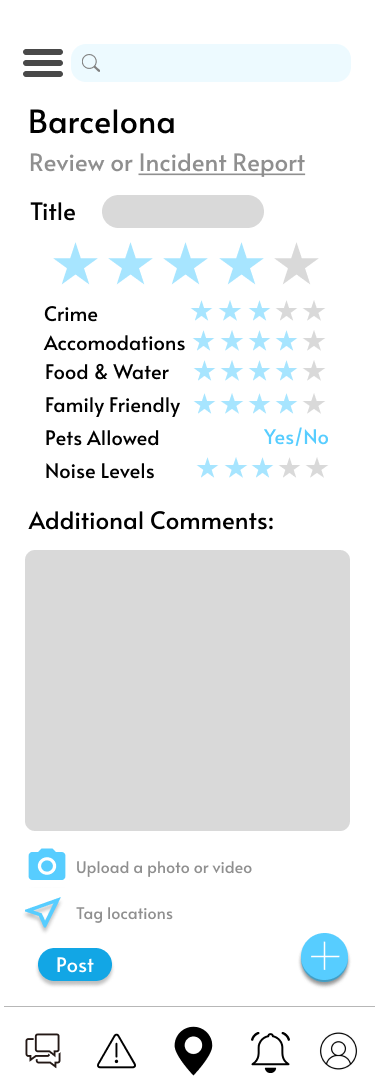 Barcelona
Review or Incident Report
Title
Crime
Accomodations
Food & Water
Family Friendly
Pets Allowed Yes/No
Noise Levels
Additional Comments:
Upload a photo or video
Tag locations
Post